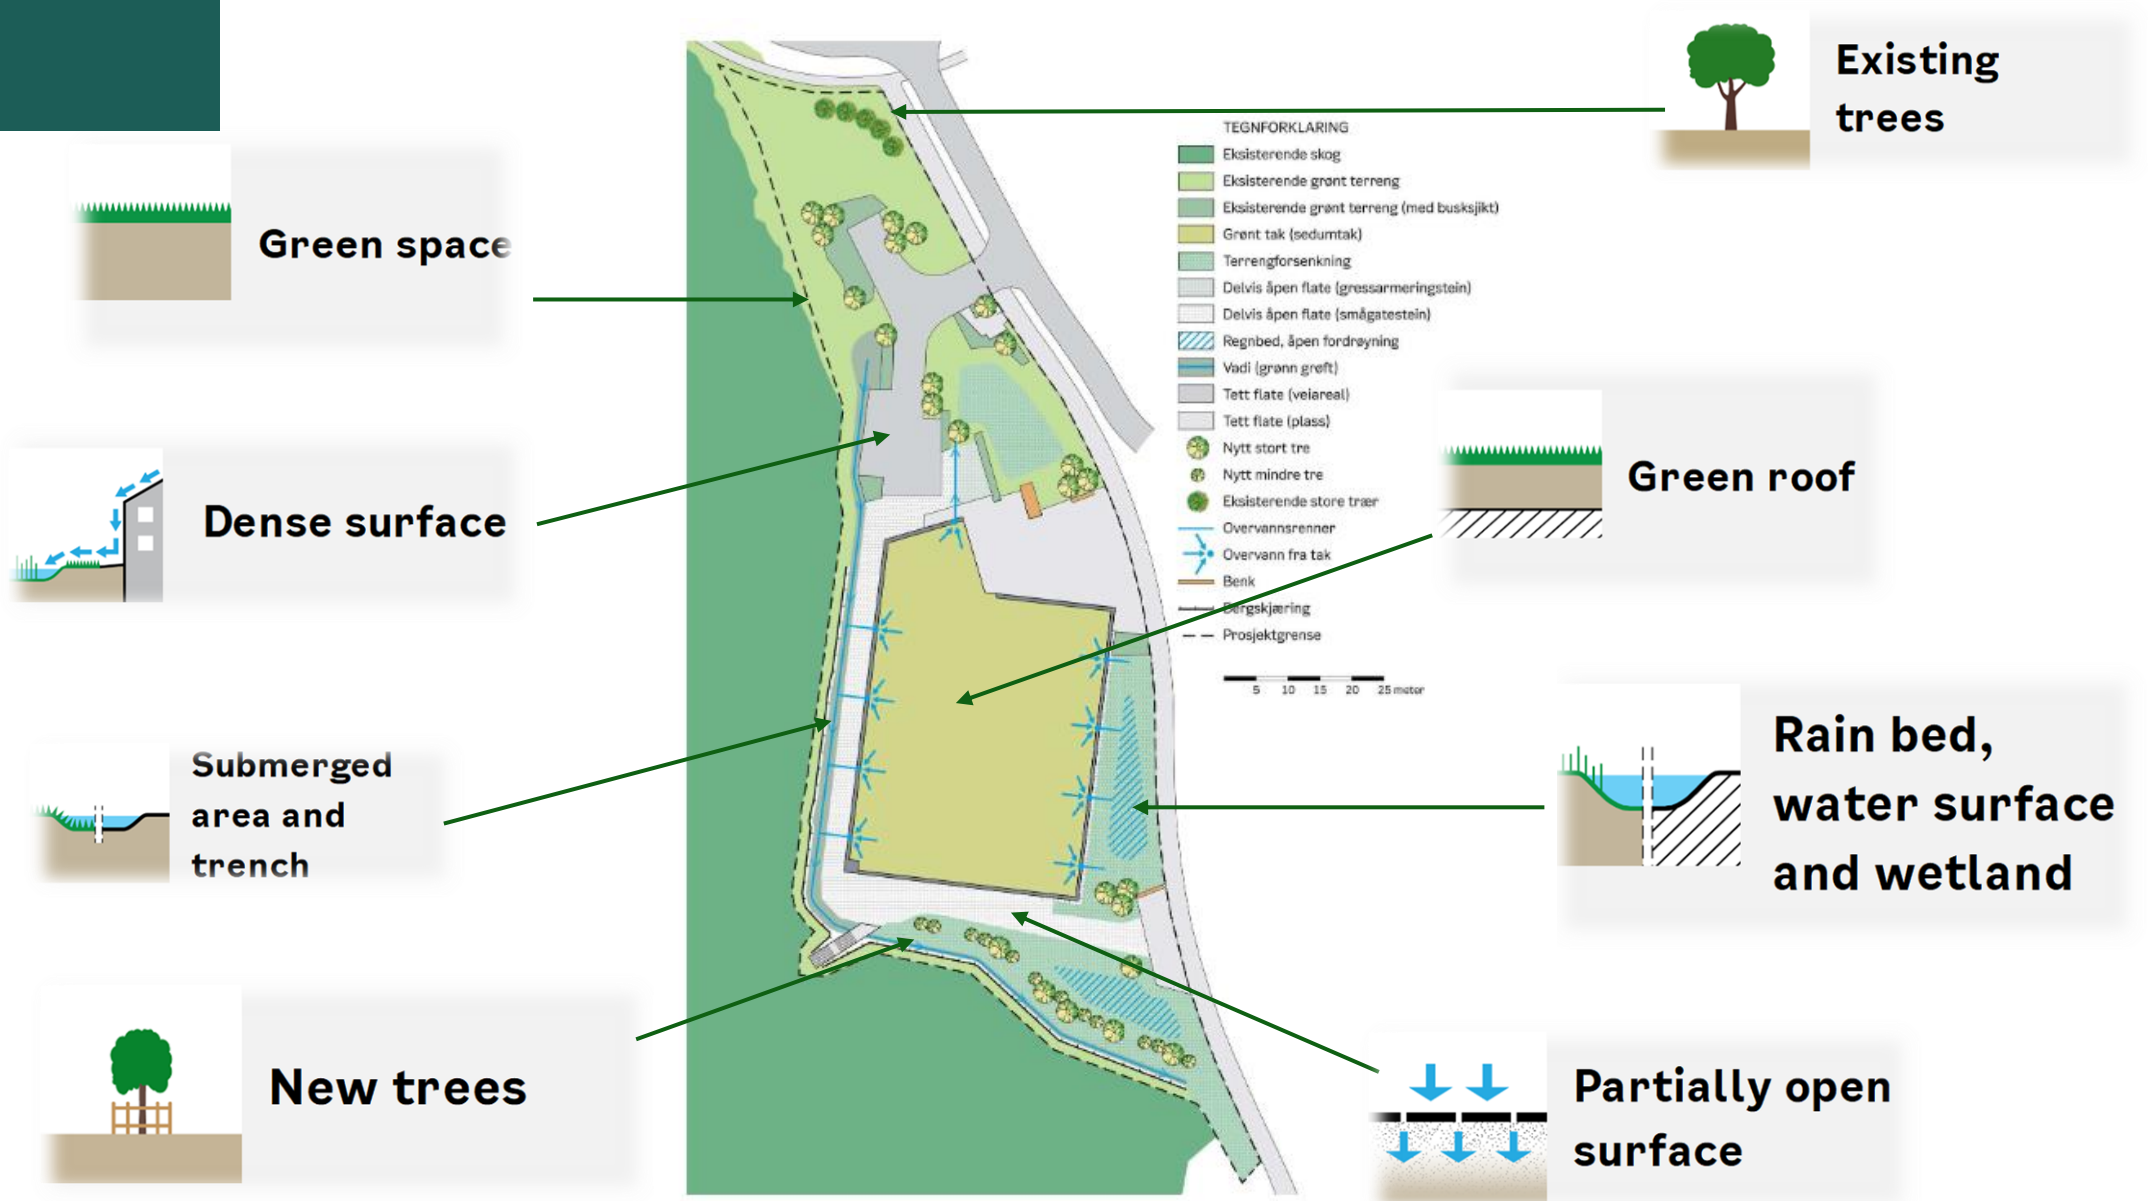 Existing
trees
Green space
Dense surface
Submerged
area and
trench
New trees
TEGNFORKLARING
Eksisterende skog
Eksisterende grønt terreng
Eksisterende grønt terreng (med busksjikt)
Grønt tak (sedumtak)
Terrengforsenkning
Delvis åpen flate (gressarmeringstein)
Delvis åpen flate (smågatestein)
Regnbed, åpen fordrøyning
Vadi (grønn grøft)
Tett flate (veiareal)
Tett flate (plass)
Nytt stort tre
Nytt mindre tre
Eksisterende store trær
Overvannsrenner
Overvann fra tak
Benk
Bergskjæring
Prosjektgrense
5 10 15 20 25 meter
Green roof
Rain bed,
water surface
and wetland
Partially open
surface